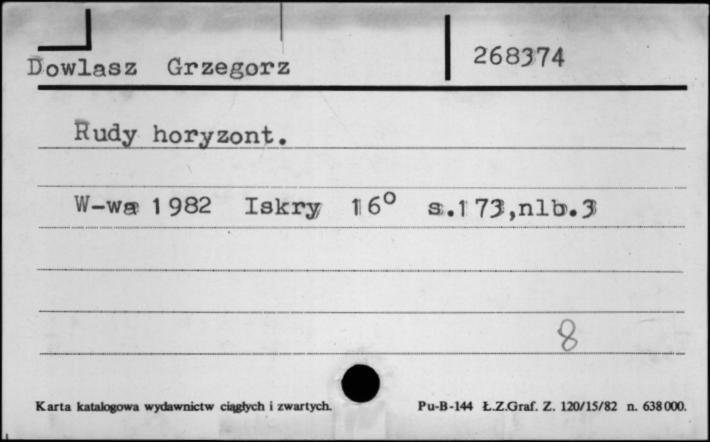 Dowlasz Grzegorz 268374
Rudy horyzont.
W-wa 1982 Iskry 16° s.173,nlb.3
8
Karta katalogowa wydawnictw ciągłych i zwartych. Pu-B-144 Ł.Z.Graf. Z. 120/15/82 n. 638000.